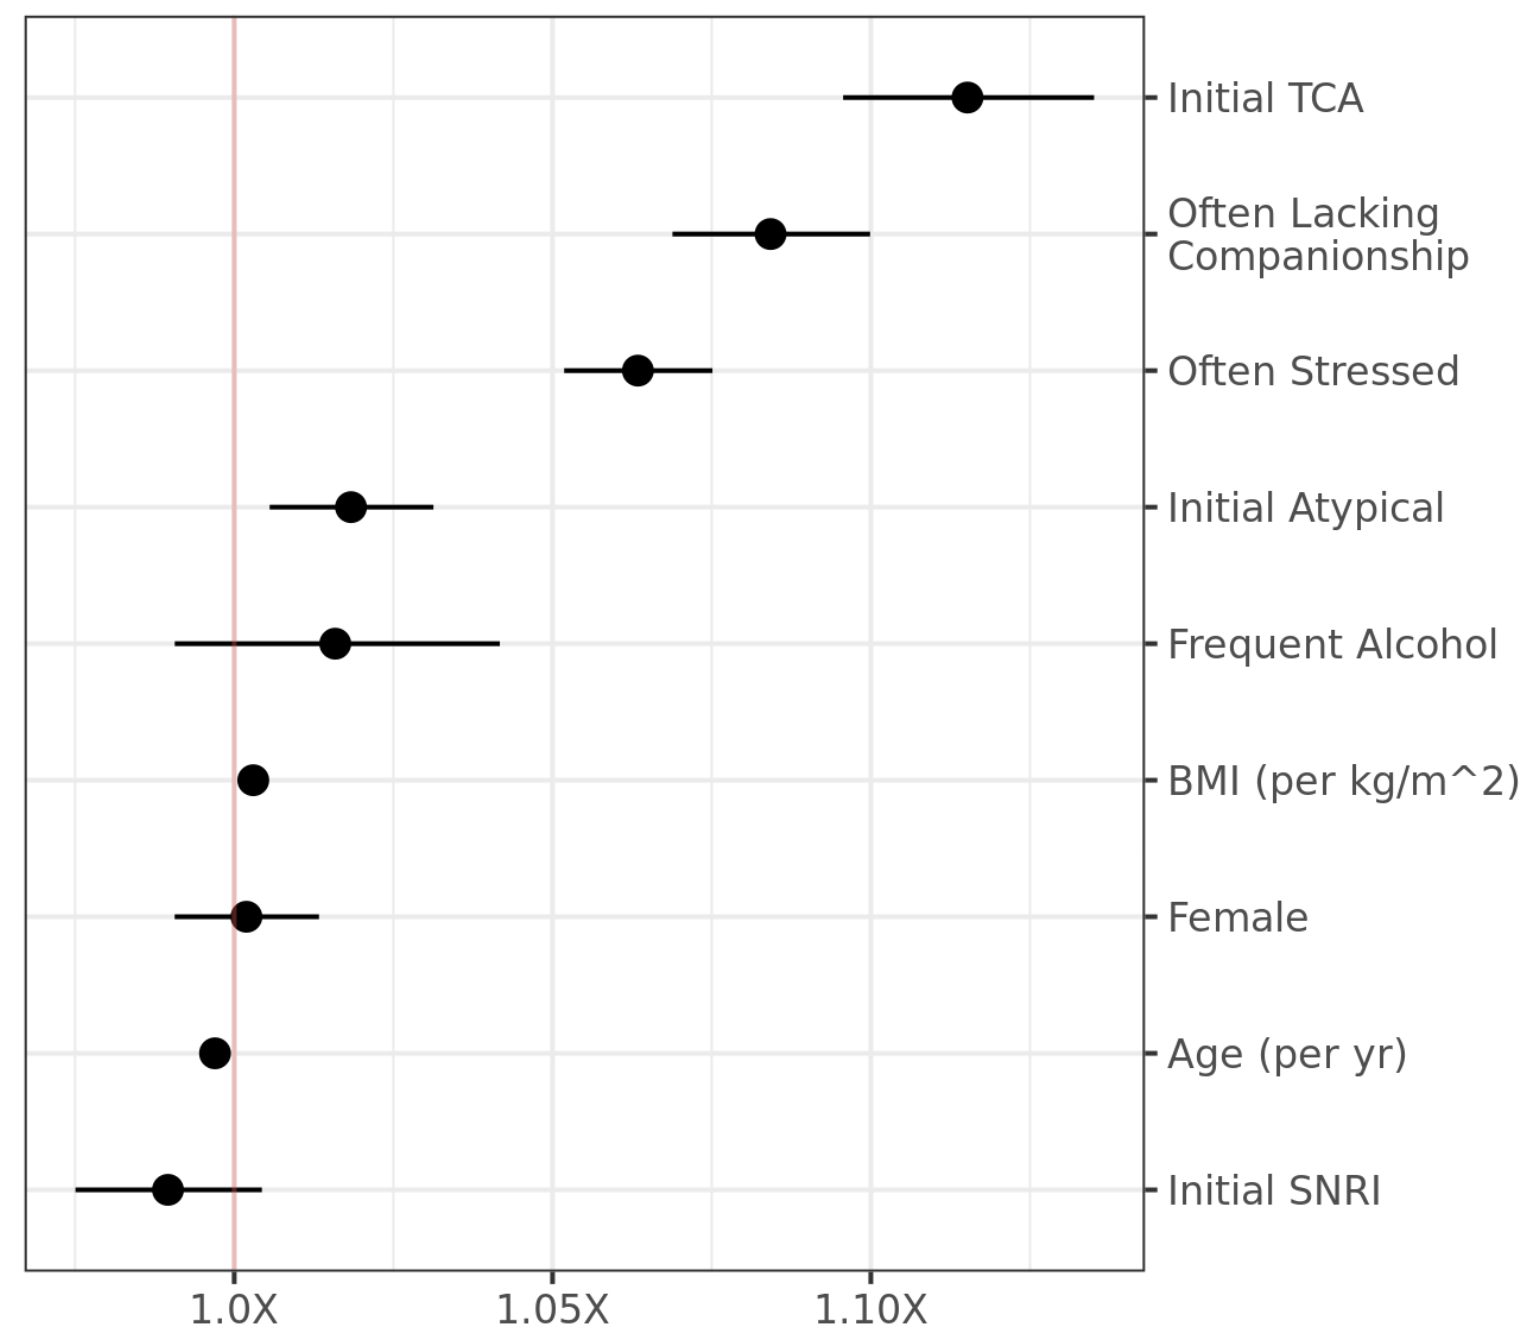 Initial TCA
Often Lacking
Companionship
Often Stressed
Initial Atypical
Frequent Alcohol
BMI (per kg/m^2)
Female
Age (per yr)
Initial SNRI
1.0X
1.05X
1.10X